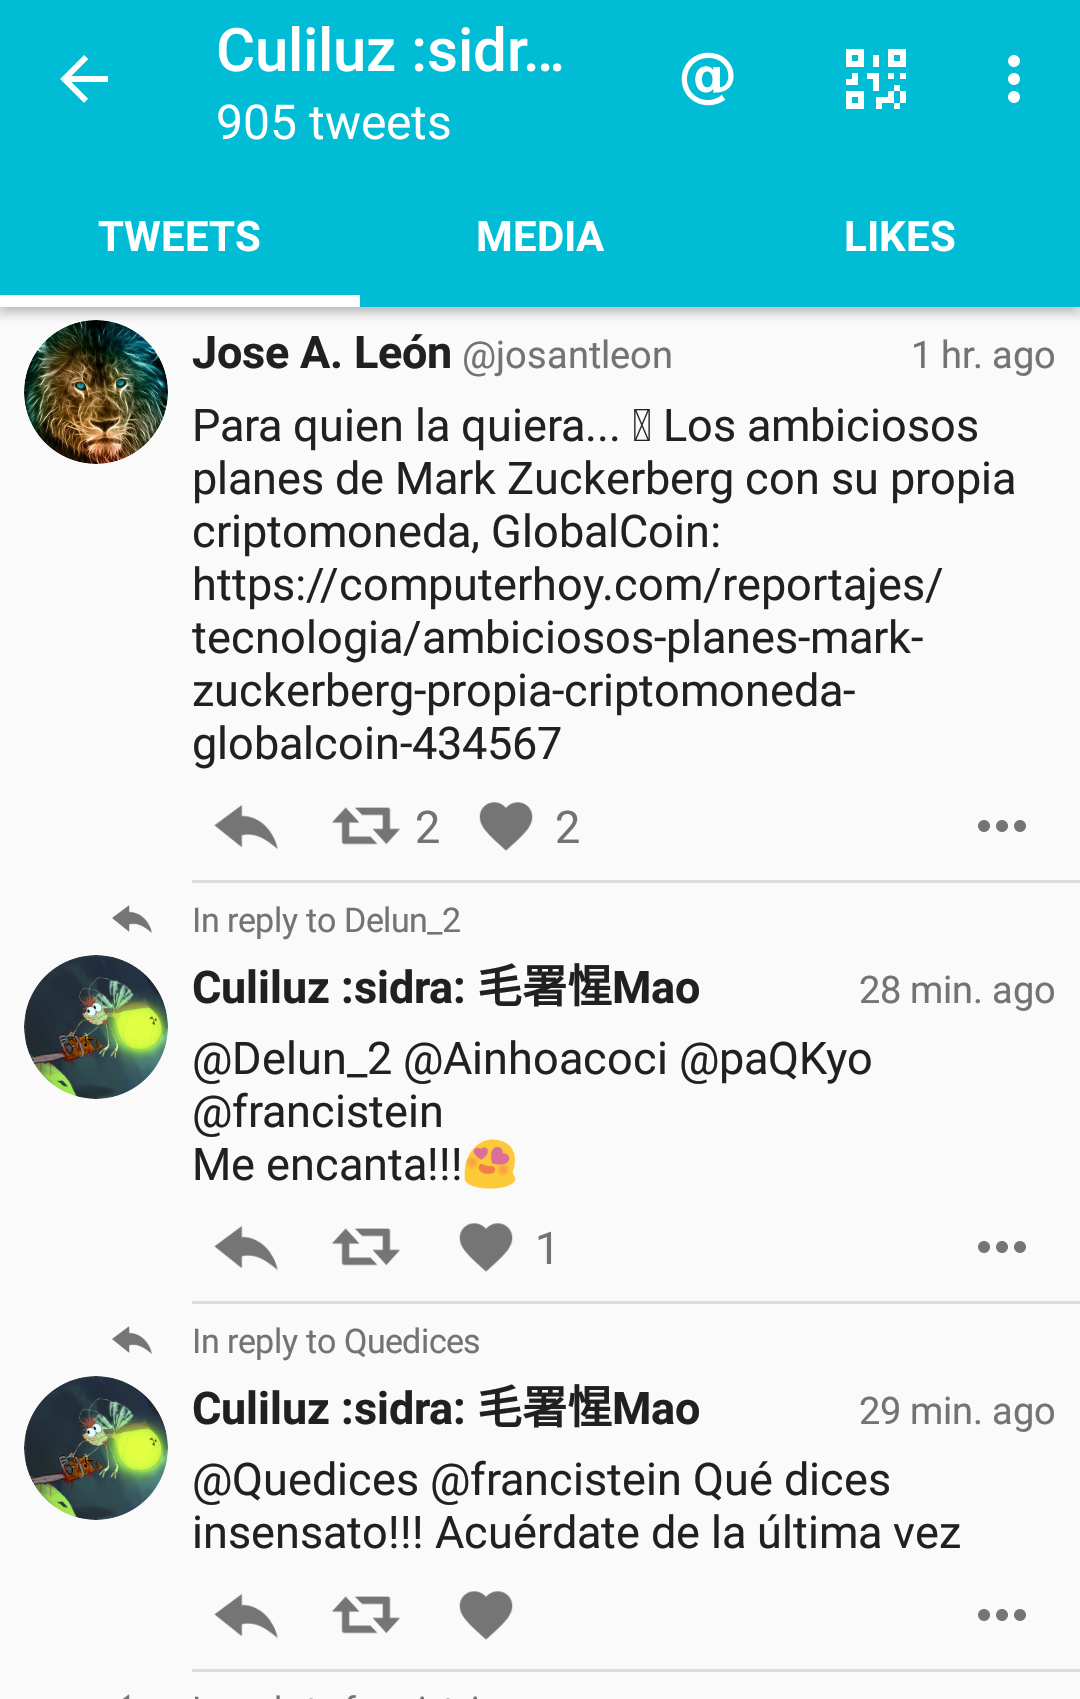 Culiluz :sidr...
905 tweets
TWEETS
MEDIA
LIKES
Jose A. León @josantleon
1 hr. ago
Para quien la quiera... Los ambiciosos
planes de Mark Zuckerberg con su propia
criptomoneda, GlobalCoin:
https://computerhoy.com/reportajes/
tecnologia/ambiciosos-planes-mark-
zuckerberg-propia-criptomoneda-
globalcoin-434567
2
2
In reply to Delun_2
Culiluz :sidra: 毛署惺Mao
28 min. ago
@Delun_2 @Ainhoacoci @paQKyo
@francistein
Me encanta!!!😍
1
In reply to Quedices
Culiluz :sidra: 毛署惺Mao
29 min. ago
@Quedices @francistein Qué dices
insensato!!! Acuérdate de la última vez